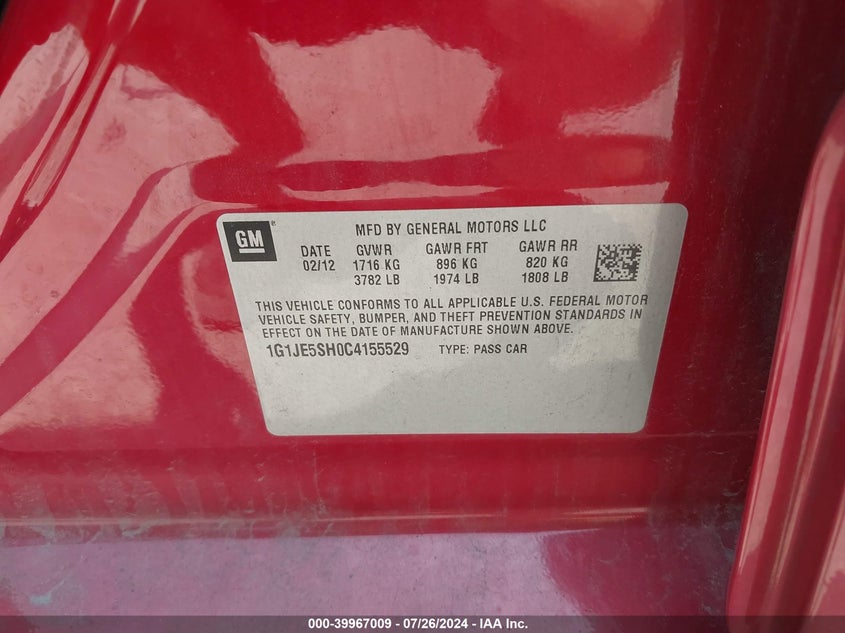 GM
MFD BY GENERAL MOTORS LLC
DATE GVWR GAWR FRT GAWR RR
02/12 1716 KG 896 KG 820 KG
3782 LB 1974 LB 1808 LB
THIS VEHICLE CONFORMS TO ALL APPLICABLE U.S. FEDERAL MOTOR
VEHICLE SAFETY, BUMPER, AND THEFT PREVENTION STANDARDS IN
EFFECT ON THE DATE OF MANUFACTURE SHOWN ABOVE.
1G1JE5SH0C4155529 TYPE: PASS CAR
000-39967009 - 07/26/2024 - IAA Inc.